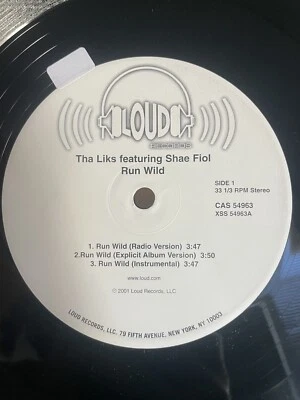 LOUD
RECORDS
Tha Liks featuring Shae Fiol
Run Wild
SIDE 1
33 1/3 RPM Stereo
CAS 54963
XSS 54963A
1. Run Wild (Radio Version) 3:47
2.Run Wild (Explicit Album Version) 3:50
3. Run Wild (Instrumental) 3:47
www.loud.com
© 2001 Loud Records, LLC
LOUD RECORDS, LLC, 79 FIFTH AVENUE, NEW YORK, NY 10003